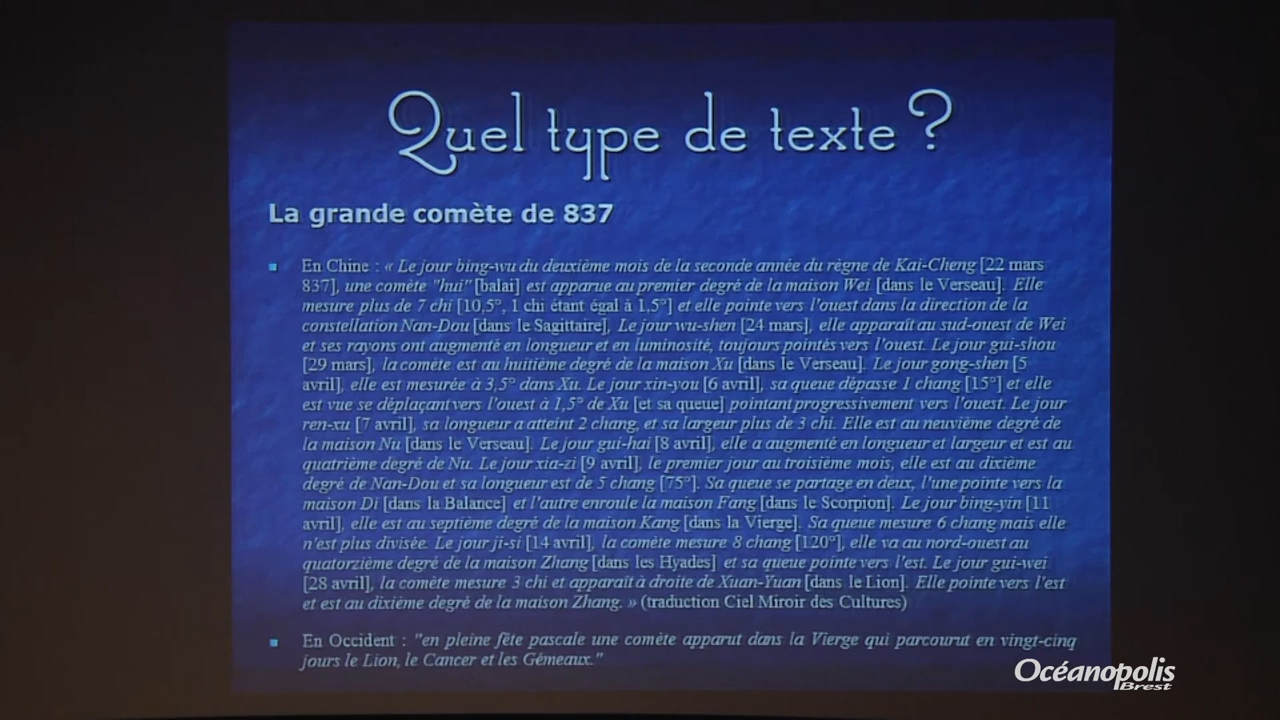 Quel type de texte ?
La grande comète de 837
En Chine : « Le jour bing-wu du deuxième mois de la seconde année du règne de Kai-Cheng [22 mars
837], une comète "hui" [balai] est apparue au premier degré de la maison Wei [dans le Verseau]. Elle
mesure plus de 7 chi [10,5°, 1 chi étant égal à 1,5°] et elle pointe vers l'ouest dans la direction de la
constellation Nan-Dou [dans le Sagittaire], Le jour wu-shen [24 mars], elle apparaît au sud-ouest de Wei
et ses rayons ont augmenté en longueur et en luminosité, toujours pointés vers l'ouest. Le jour gui-shou
[29 mars], la comète est au huitième degré de la maison Xu [dans le Verseau]. Le jour gong-shen [5
avril], elle est mesurée à 3,5° dans Xu. Le jour xin-you [6 avril], sa queue dépasse 1 chang [15°] et elle
est vue se déplaçant vers l'ouest à 1,5° de Xu [et sa queue] pointant progressivement vers l'ouest. Le jour
ren-xu [7 avril], sa longueur a atteint 2 chang, et sa largeur plus de 3 chi. Elle est au neuvième degré de
la maison Nu [dans le Verseau]. Le jour gui-hai [8 avril], elle a augmenté en longueur et largeur et est au
quatrième degré de Nu. Le jour xia-zi [9 avril], le premier jour au troisième mois, elle est au dixième
degré de Nan-Dou et sa longueur est de 5 chang [75°]. Sa queue se partage en deux, l'une pointe vers la
maison Di [dans la Balance] et l'autre enroule la maison Fang [dans le Scorpion]. Le jour bing-yin [11
avril], elle est au septième degré de la maison Kang [dans la Vierge]. Sa queue mesure 6 chang mais elle
n'est plus divisée. Le jour ji-si [14 avril], la comète mesure 8 chang [120°], elle va au nord-ouest au
quatorzième degré de la maison Zhang [dans les Hyades] et sa queue pointe vers l'est. Le jour gui-wei
[28 avril], la comète mesure 3 chi et apparaît à droite de Xuan-Yuan [dans le Lion]. Elle pointe vers l'est
et est au dixième degré de la maison Zhang. » (traduction Ciel Miroir des Cultures)
En Occident : "en pleine fête pascale une comète apparut dans la Vierge qui parcourut en vingt-cinq
jours le Lion, le Cancer et les Gémeaux."
Océanopolis
Brest